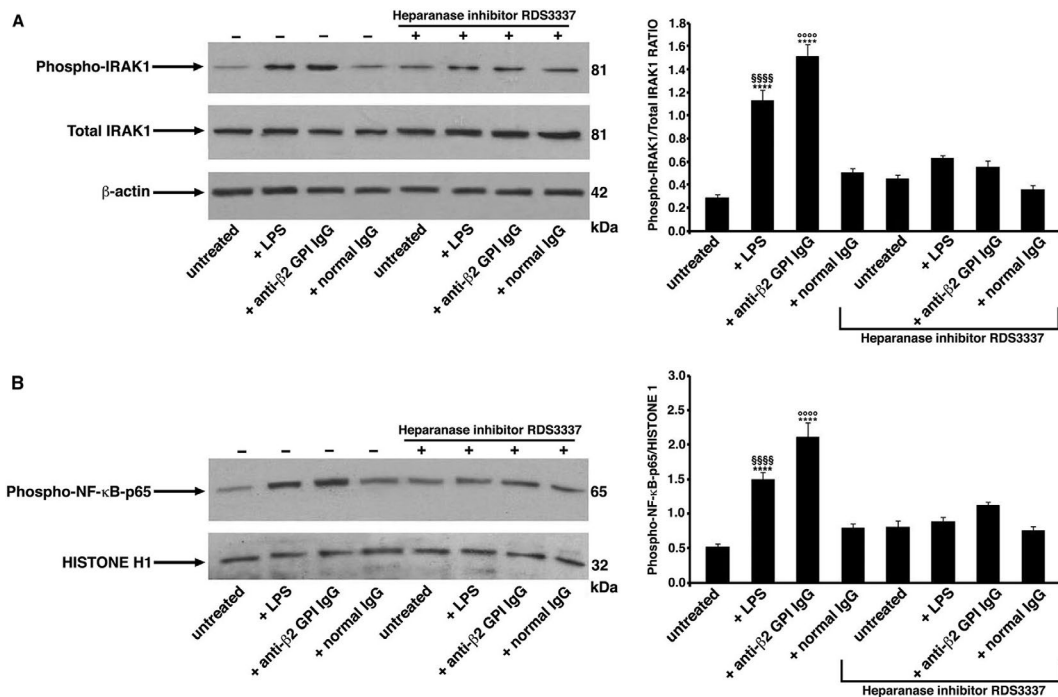 A
Heparanase inhibitor RDS3337
– – – – + + + +
Phospho-IRAK1 81
Total IRAK1 81
β-actin 42
kDa
untreated
+ LPS
+ anti-β2 GPI IgG
+ normal IgG
untreated
+ LPS
+ anti-β2 GPI IgG
+ normal IgG
Phospho-IRAK1/Total IRAK1 RATIO
1.8
1.6
1.4
1.2
1.0
0.8
0.6
0.4
0.2
0.0
§§§§
****
°°°°
****
untreated
+ LPS
+ anti-β2 GPI IgG
+ normal IgG
untreated
+ LPS
+ anti-β2 GPI IgG
+ normal IgG
Heparanase inhibitor RDS3337
B
Heparanase inhibitor RDS3337
– – – – + + + +
Phospho-NF-κB-p65 65
HISTONE H1 32
kDa
untreated
+ LPS
+ anti-β2 GPI IgG
+ normal IgG
untreated
+ LPS
+ anti-β2 GPI IgG
+ normal IgG
Phospho-NF-κB-p65/HISTONE 1
3.0
2.5
2.0
1.5
1.0
0.5
0.0
§§§§
****
°°°°
****
untreated
+ LPS
+ anti-β2 GPI IgG
+ normal IgG
untreated
+ LPS
+ anti-β2 GPI IgG
+ normal IgG
Heparanase inhibitor RDS3337